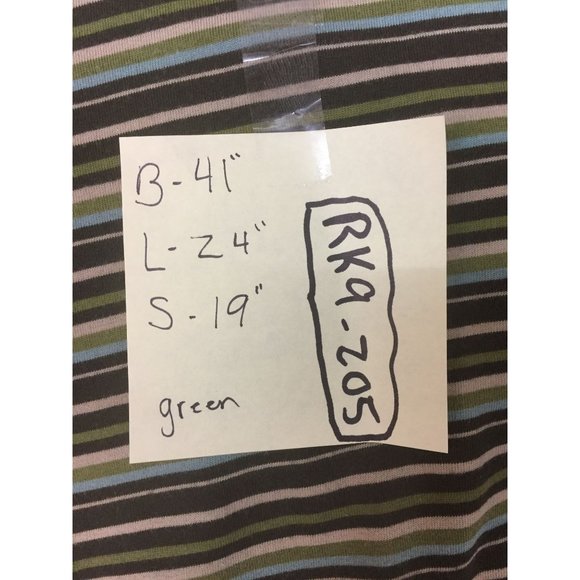 B - 41"
L - 24"
S - 19"
green
RK9-205